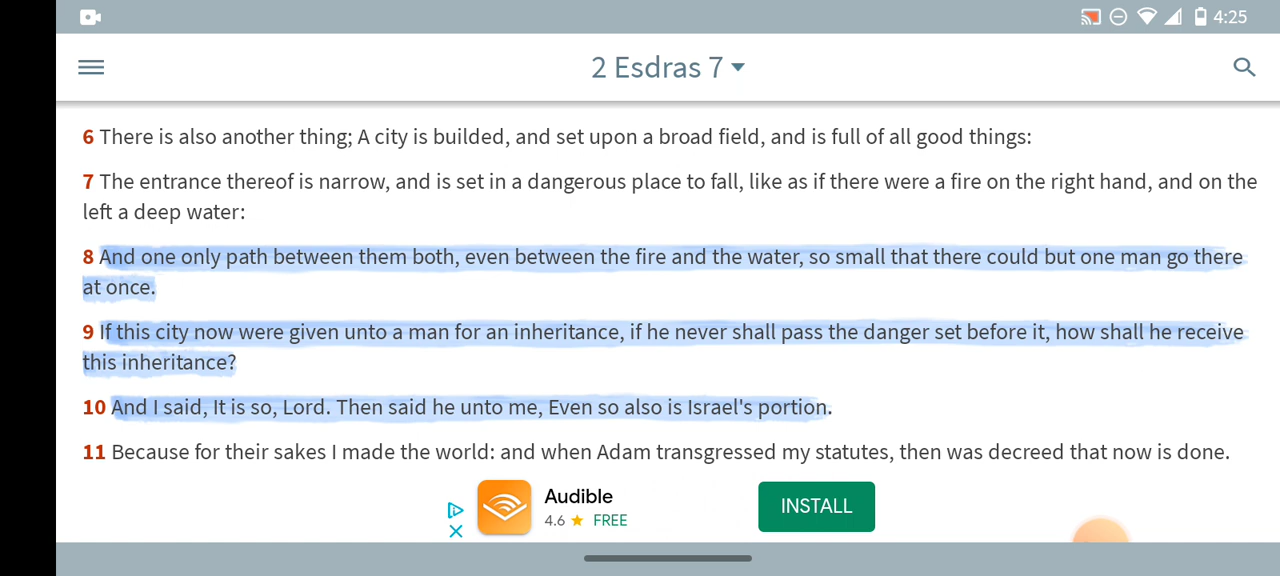 4:25
2 Esdras 7
6 There is also another thing; A city is builded, and set upon a broad field, and is full of all good things:
7 The entrance thereof is narrow, and is set in a dangerous place to fall, like as if there were a fire on the right hand, and on the
left a deep water:
8 And one only path between them both, even between the fire and the water, so small that there could but one man go there
at once.
9 If this city now were given unto a man for an inheritance, if he never shall pass the danger set before it, how shall he receive
this inheritance?
10 And I said, It is so, Lord. Then said he unto me, Even so also is Israel's portion.
11 Because for their sakes I made the world: and when Adam transgressed my statutes, then was decreed that now is done.
Audible
4.6 ★ FREE
INSTALL